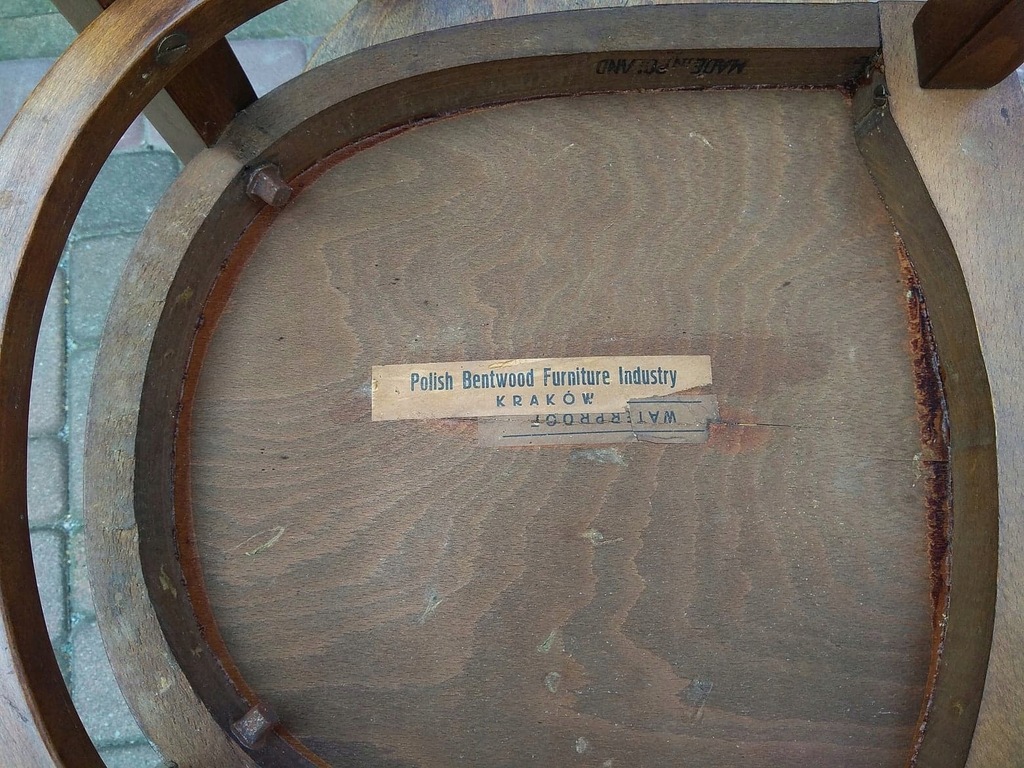 MADE IN POLAND
Polish Bentwood Furniture Industry
KRAKÓW
WATERPROOF